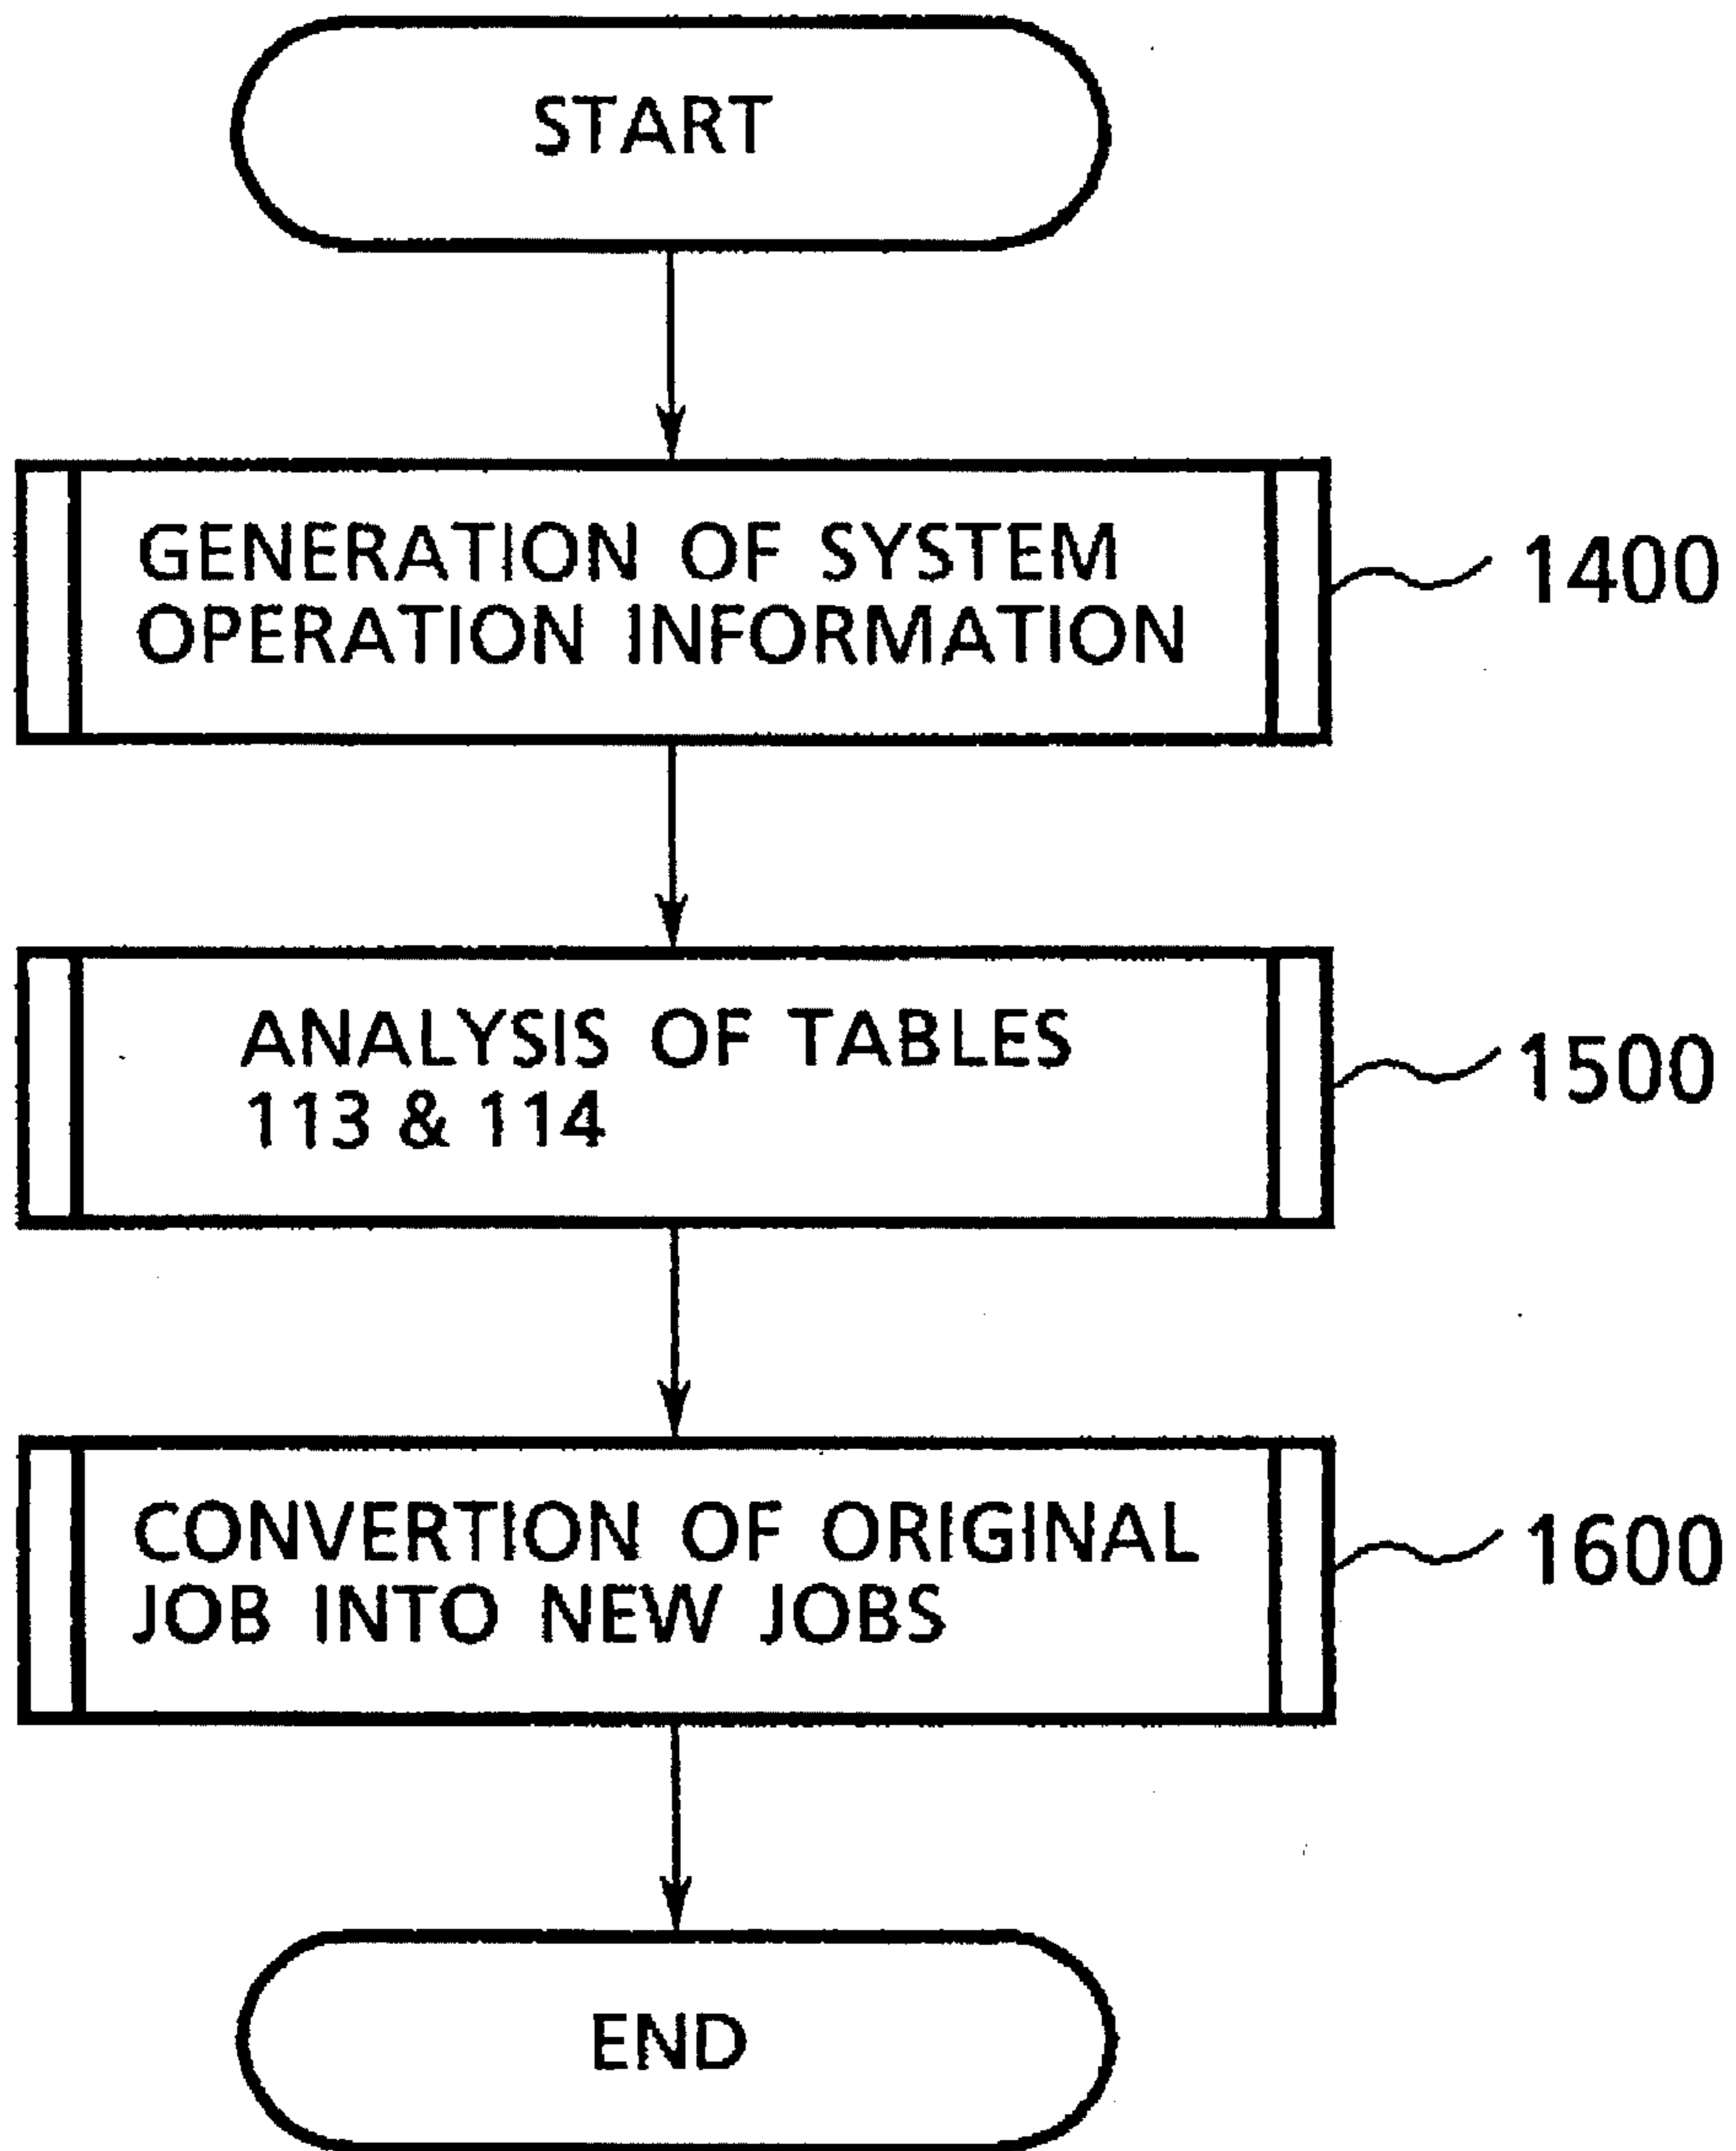 START
GENERATION OF SYSTEM
OPERATION INFORMATION
1400
ANALYSIS OF TABLES
113 & 114
1500
CONVERTION OF ORIGINAL
JOB INTO NEW JOBS
1600
END